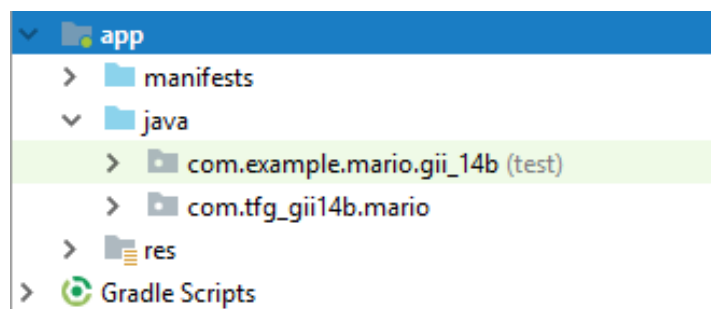 app
manifests
java
com.example.mario.gii_14b (test)
com.tfg_gii14b.mario
res
Gradle Scripts